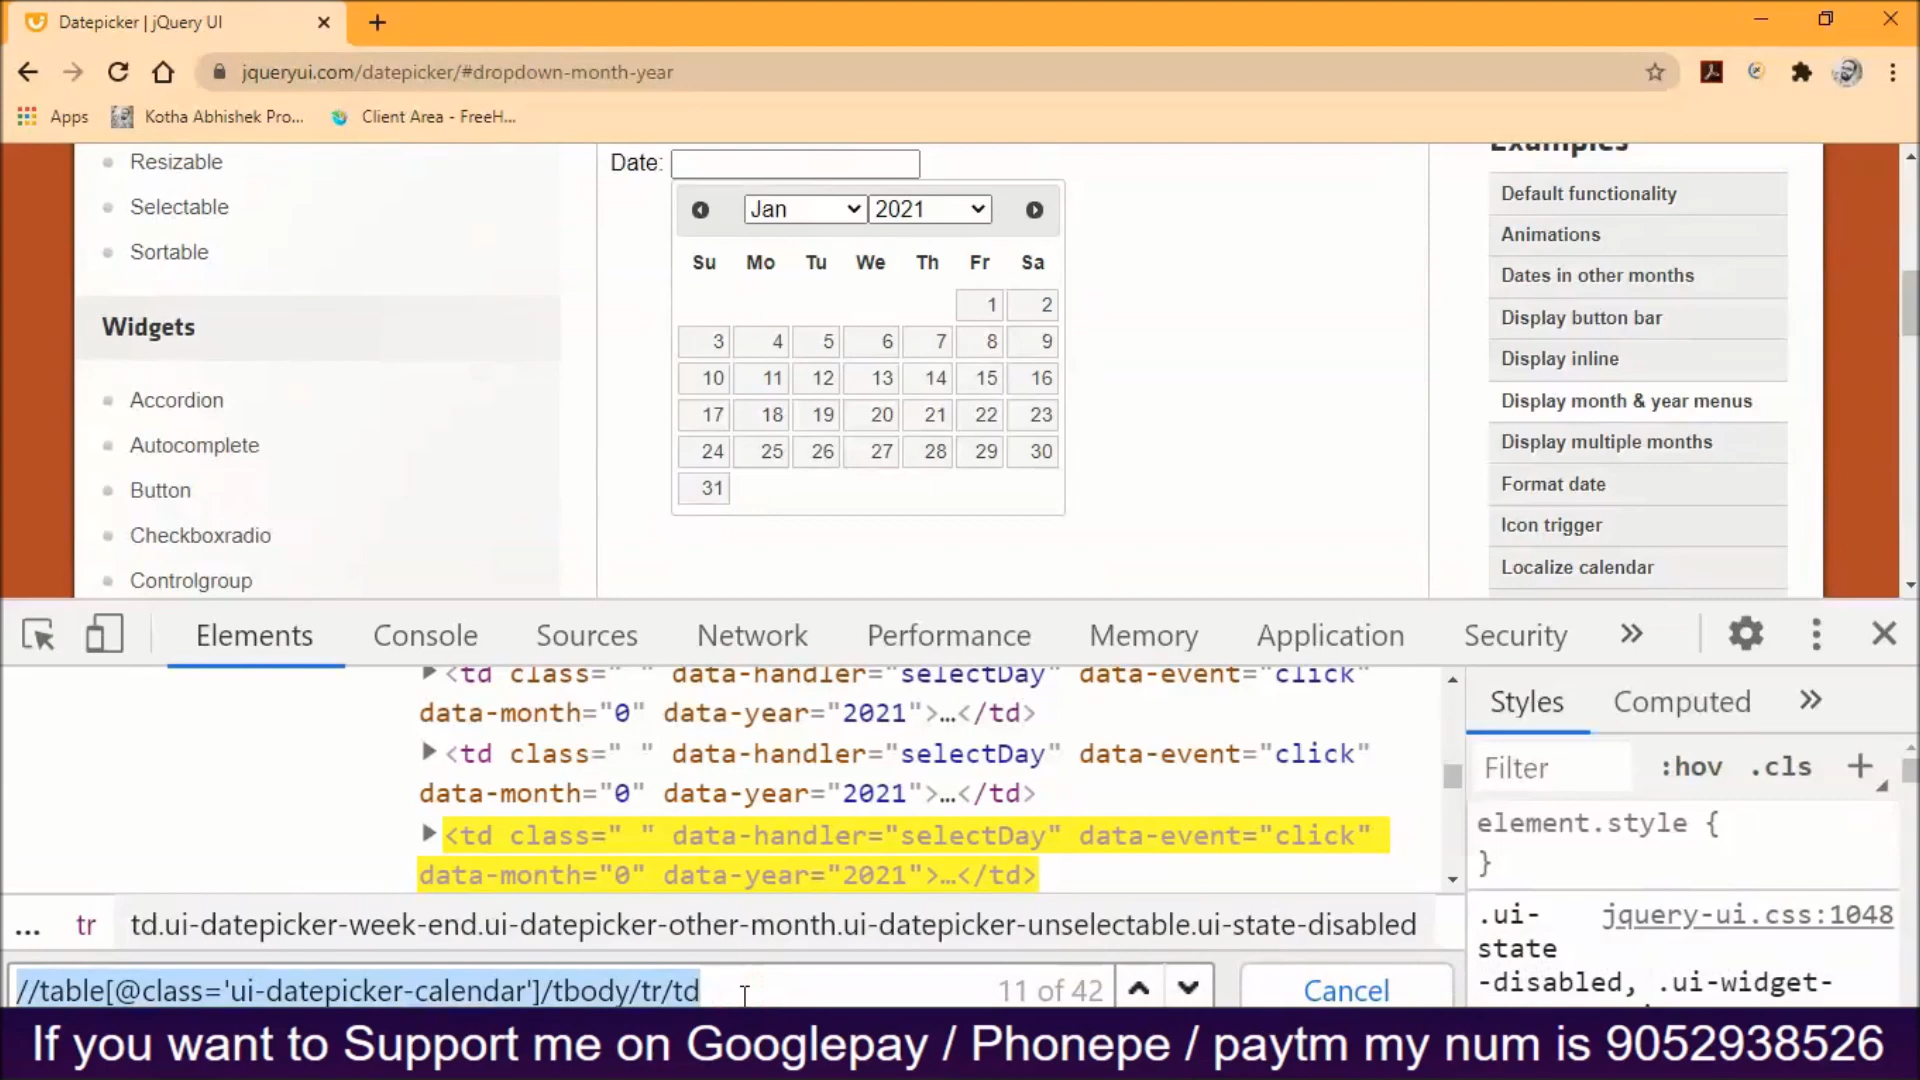 Datepicker | jQuery UI
jqueryui.com/datepicker/#dropdown-month-year
Apps Kotha Abhishek Pro... Client Area - FreeH...
Resizable
Selectable
Sortable
Widgets
Accordion
Autocomplete
Button
Checkboxradio
Controlgroup
Date:
Jan 2021
Su Mo Tu We Th Fr Sa
1 2
3 4 5 6 7 8 9
10 11 12 13 14 15 16
17 18 19 20 21 22 23
24 25 26 27 28 29 30
31
Examples
Default functionality
Animations
Dates in other months
Display button bar
Display inline
Display month & year menus
Display multiple months
Format date
Icon trigger
Localize calendar
Elements Console Sources Network Performance Memory Application Security »
<td class=" " data-handler="selectDay" data-event="click"
data-month="0" data-year="2021">…</td>
<td class=" " data-handler="selectDay" data-event="click"
data-month="0" data-year="2021">…</td>
<td class=" " data-handler="selectDay" data-event="click"
data-month="0" data-year="2021">…</td>
... tr td.ui-datepicker-week-end.ui-datepicker-other-month.ui-datepicker-unselectable.ui-state-disabled
//table[@class='ui-datepicker-calendar']/tbody/tr/td 11 of 42 Cancel
Styles Computed »
Filter :hov .cls +
element.style {
}
.ui- jquery-ui.css:1048
state
-disabled, .ui-widget-
If you want to Support me on Googlepay / Phonepe / paytm my num is 9052938526